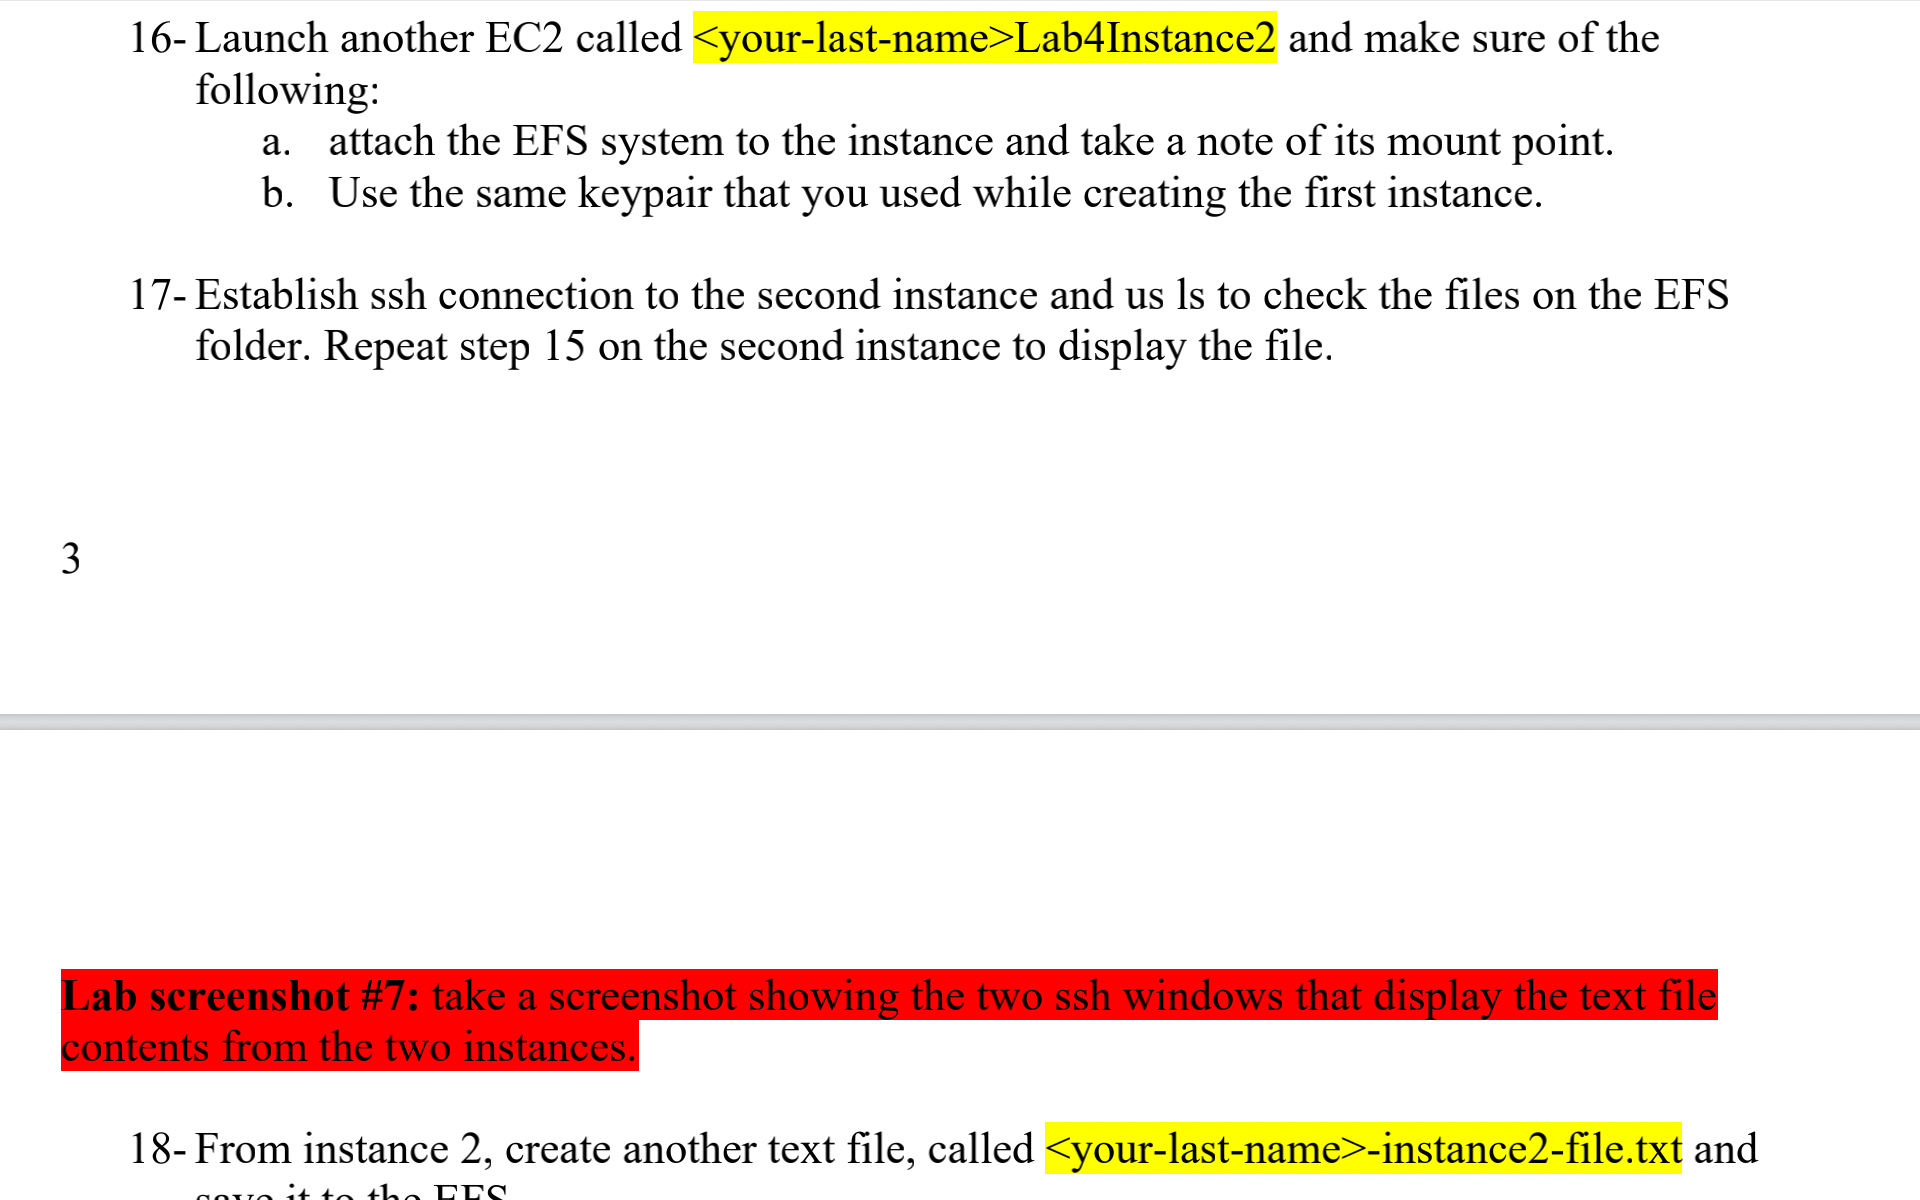 16- Launch another EC2 called <your-last-name>Lab4Instance2 and make sure of the
following:
a. attach the EFS system to the instance and take a note of its mount point.
b. Use the same keypair that you used while creating the first instance.
17- Establish ssh connection to the second instance and us ls to check the files on the EFS
folder. Repeat step 15 on the second instance to display the file.
3
Lab screenshot #7: take a screenshot showing the two ssh windows that display the text file
contents from the two instances.
18- From instance 2, create another text file, called <your-last-name>-instance2-file.txt and
save it to the EFS